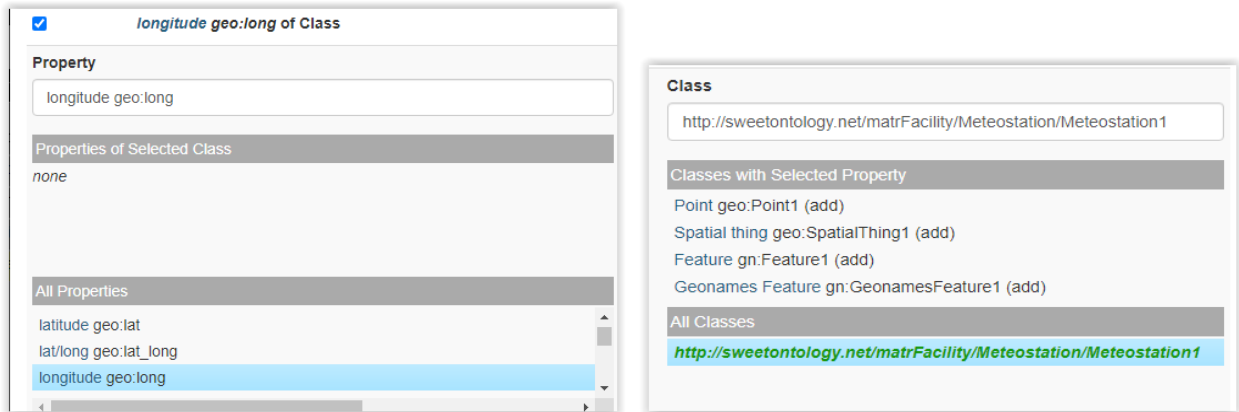 longitude geo:long of Class
Property
longitude geo:long
Properties of Selected Class
none
All Properties
latitude geo:lat
lat/long geo:lat_long
longitude geo:long
Class
http://sweetontology.net/matrFacility/Meteostation/Meteostation1
Classes with Selected Property
Point geo:Point1 (add)
Spatial thing geo:SpatialThing1 (add)
Feature gn:Feature1 (add)
Geonames Feature gn:GeonamesFeature1 (add)
All Classes
http://sweetontology.net/matrFacility/Meteostation/Meteostation1